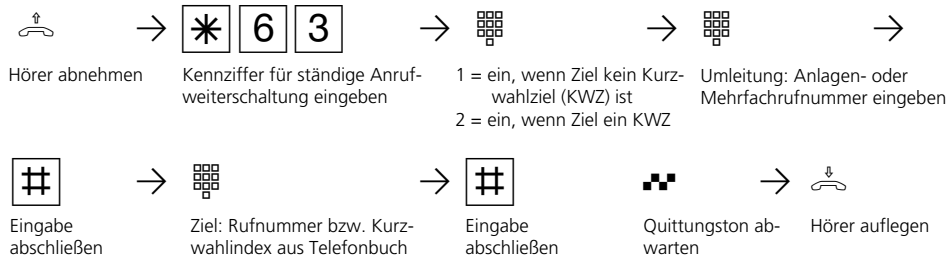 * 6 3
Hörer abnehmen
Kennziffer für ständige Anruf-
weiterschaltung eingeben
1 = ein, wenn Ziel kein Kurz-
wahlziel (KWZ) ist
2 = ein, wenn Ziel ein KWZ
Umleitung: Anlagen- oder
Mehrfachrufnummer eingeben
#
Eingabe
abschließen
Ziel: Rufnummer bzw. Kurz-
wahlindex aus Telefonbuch
#
Eingabe
abschließen
Quittungston ab-
warten
Hörer auflegen